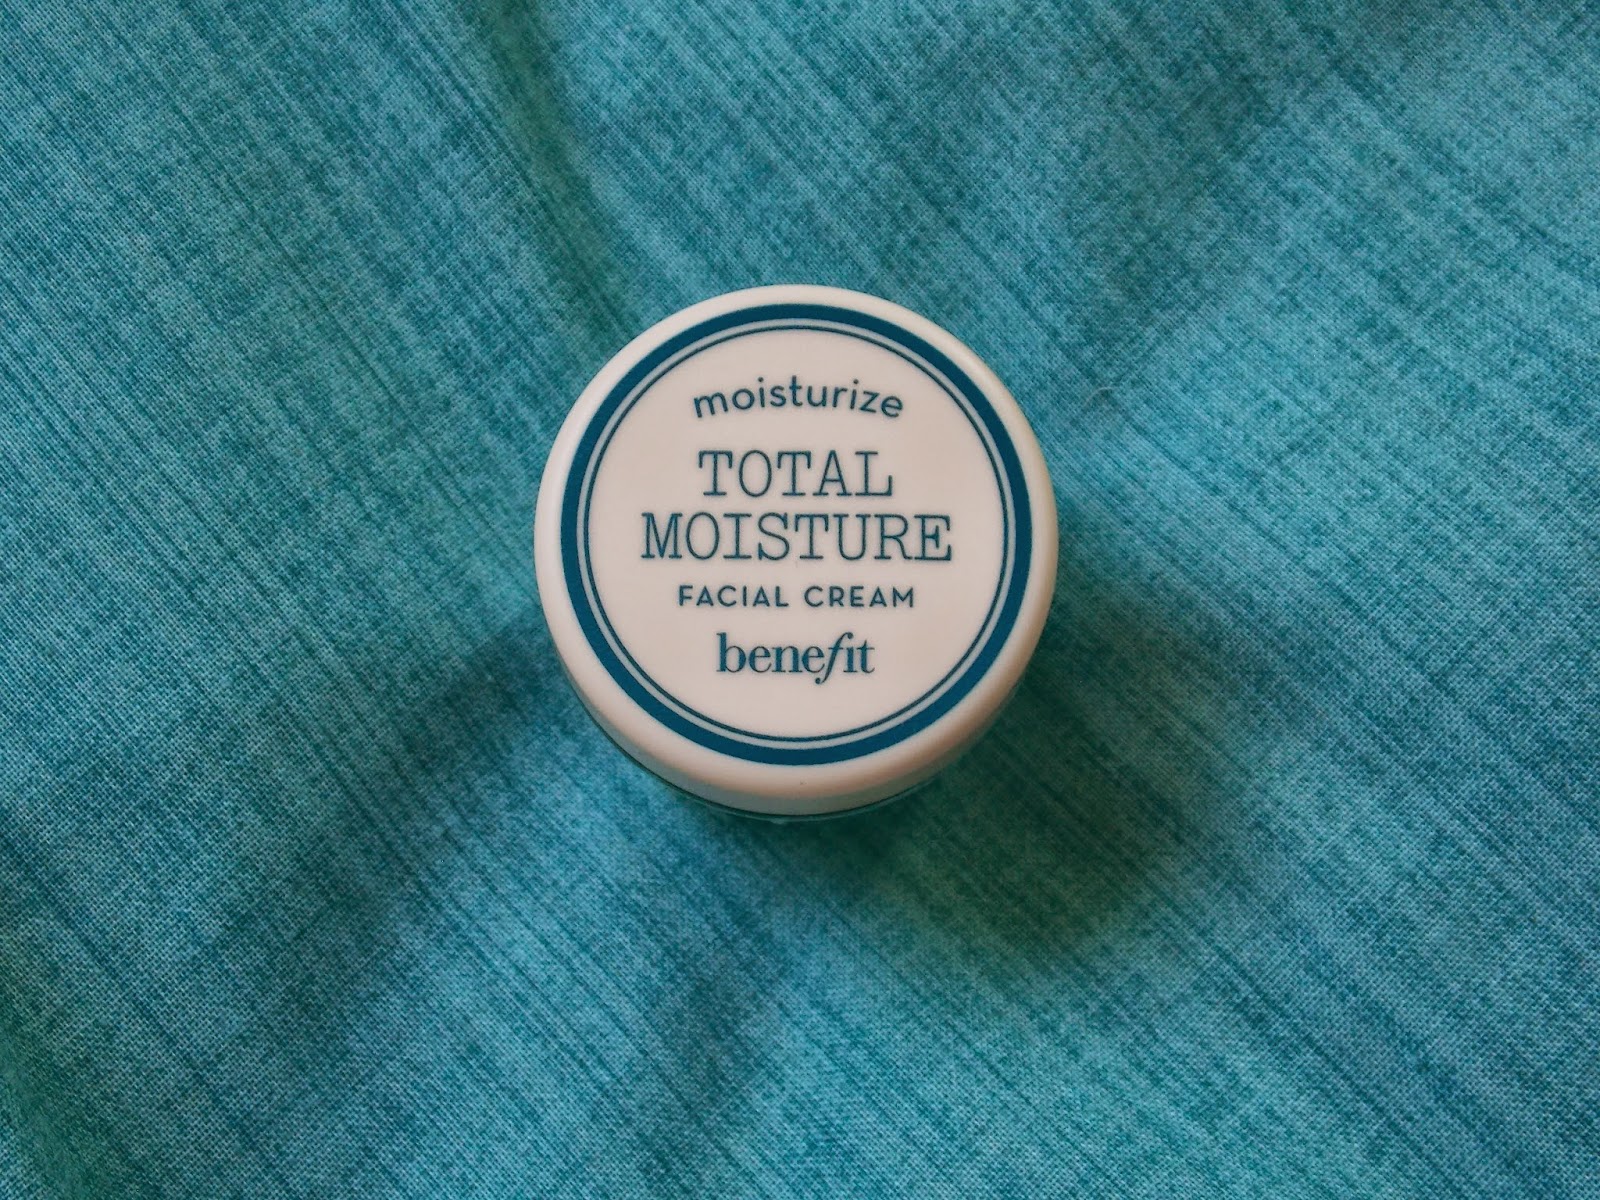 moisturize
TOTAL
MOISTURE
FACIAL CREAM
benefit